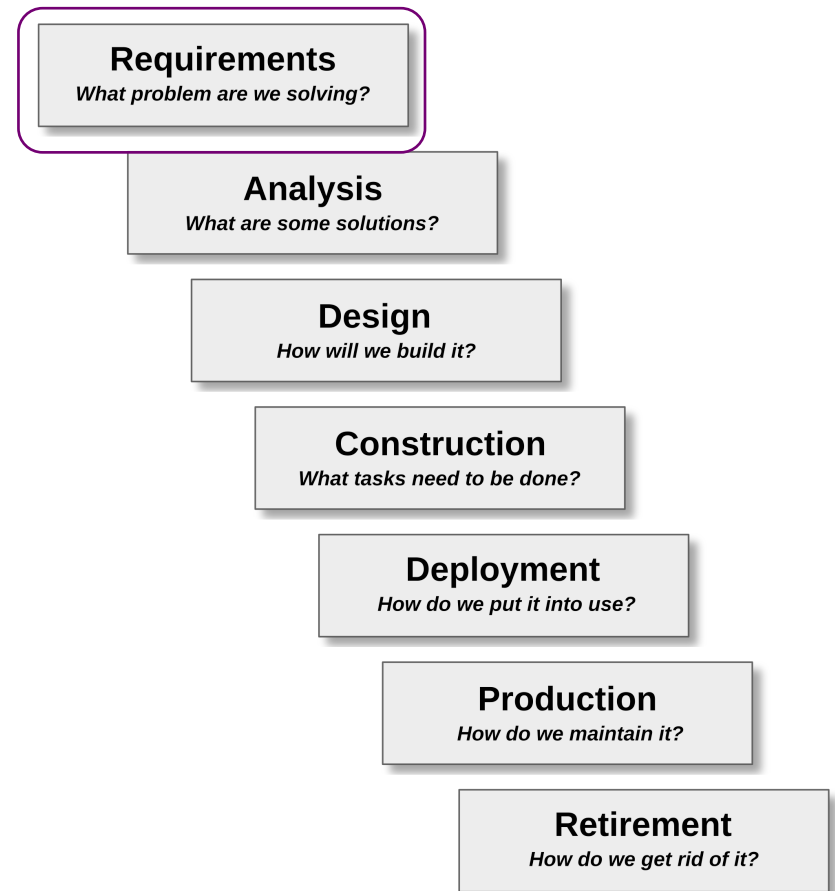 Requirements
What problem are we solving?
Analysis
What are some solutions?
Design
How will we build it?
Construction
What tasks need to be done?
Deployment
How do we put it into use?
Production
How do we maintain it?
Retirement
How do we get rid of it?